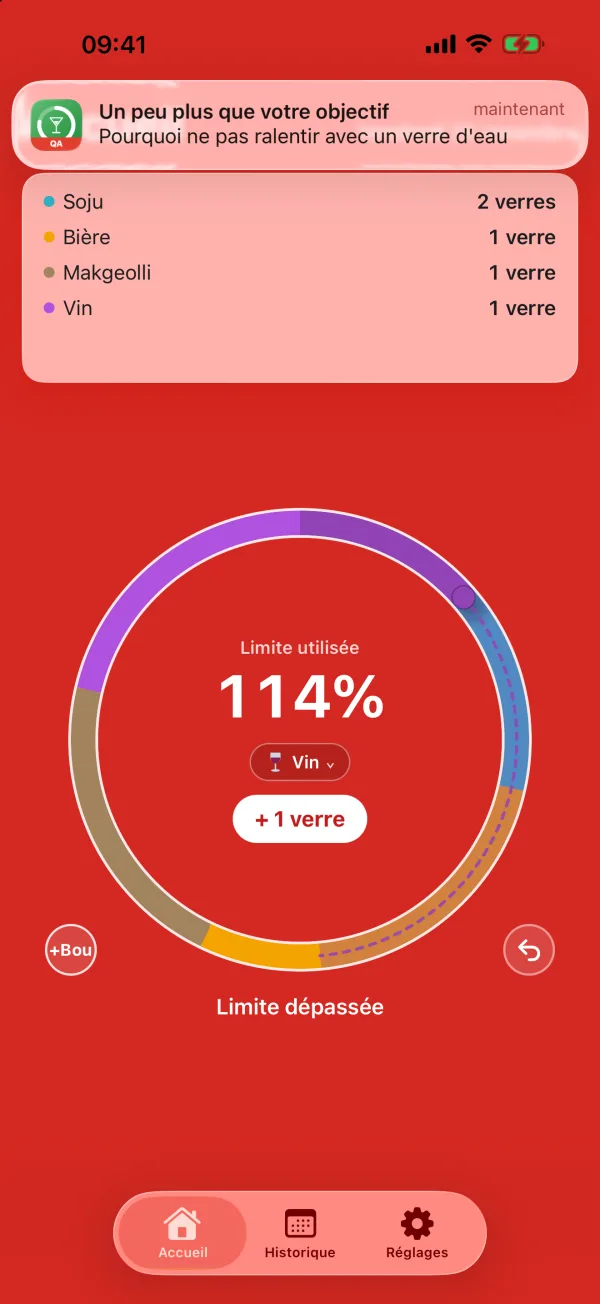 09:41
Un peu plus que votre objectif
maintenant
Pourquoi ne pas ralentir avec un verre d'eau
QA
Soju 2 verres
Bière 1 verre
Makgeolli 1 verre
Vin 1 verre
Limite utilisée
114%
Vin
+ 1 verre
+Bou
Limite dépassée
Accueil
Historique
Réglages